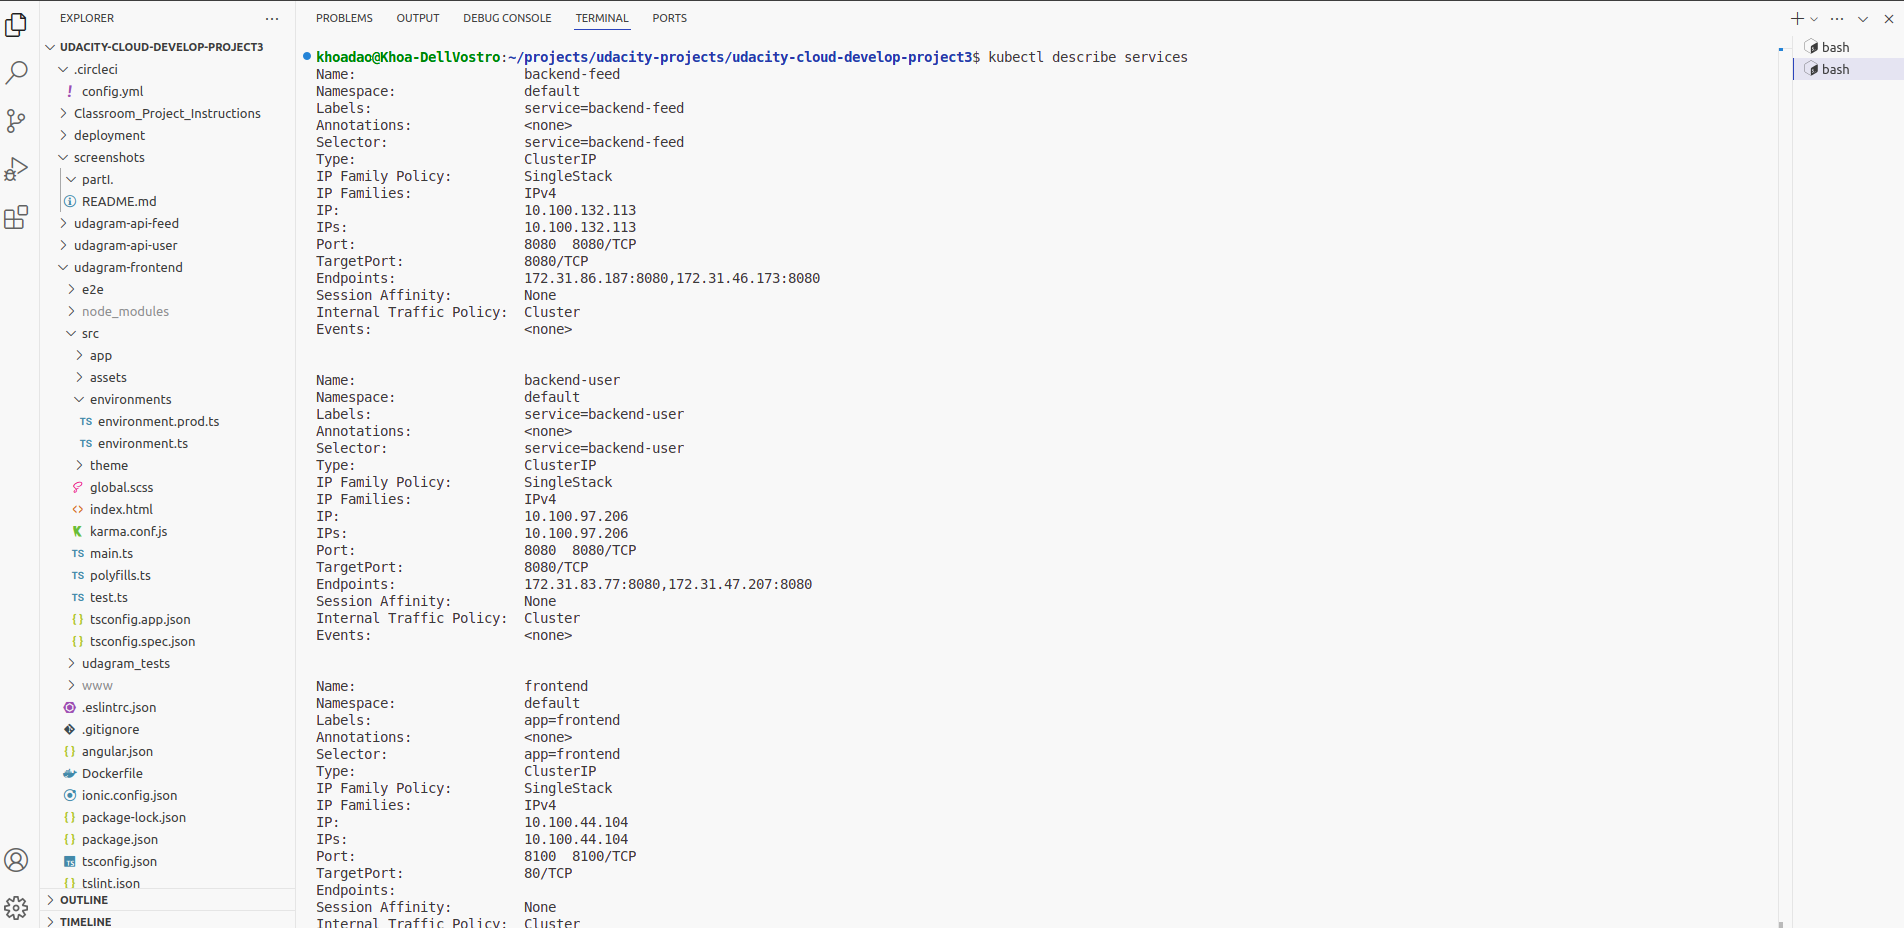 EXPLORER
UDACITY-CLOUD-DEVELOP-PROJECT3
.circleci
! config.yml
Classroom_Project_Instructions
deployment
screenshots
partI.
README.md
udagram-api-feed
udagram-api-user
udagram-frontend
e2e
node_modules
src
app
assets
environments
TS environment.prod.ts
TS environment.ts
theme
global.scss
<> index.html
karma.conf.js
TS main.ts
TS polyfills.ts
TS test.ts
{} tsconfig.app.json
{} tsconfig.spec.json
udagram_tests
www
.eslintrc.json
.gitignore
{} angular.json
Dockerfile
ionic.config.json
{} package-lock.json
{} package.json
TS tsconfig.json
{} tslint.json
OUTLINE
TIMELINE
PROBLEMS OUTPUT DEBUG CONSOLE TERMINAL PORTS
khoadao@Khoa-DellVostro:~/projects/udacity-projects/udacity-cloud-develop-project3$ kubectl describe services
Name: backend-feed
Namespace: default
Labels: service=backend-feed
Annotations: <none>
Selector: service=backend-feed
Type: ClusterIP
IP Family Policy: SingleStack
IP Families: IPv4
IP: 10.100.132.113
IPs: 10.100.132.113
Port: 8080 8080/TCP
TargetPort: 8080/TCP
Endpoints: 172.31.86.187:8080,172.31.46.173:8080
Session Affinity: None
Internal Traffic Policy: Cluster
Events: <none>
Name: backend-user
Namespace: default
Labels: service=backend-user
Annotations: <none>
Selector: service=backend-user
Type: ClusterIP
IP Family Policy: SingleStack
IP Families: IPv4
IP: 10.100.97.206
IPs: 10.100.97.206
Port: 8080 8080/TCP
TargetPort: 8080/TCP
Endpoints: 172.31.83.77:8080,172.31.47.207:8080
Session Affinity: None
Internal Traffic Policy: Cluster
Events: <none>
Name: frontend
Namespace: default
Labels: app=frontend
Annotations: <none>
Selector: app=frontend
Type: ClusterIP
IP Family Policy: SingleStack
IP Families: IPv4
IP: 10.100.44.104
IPs: 10.100.44.104
Port: 8100 8100/TCP
TargetPort: 80/TCP
Endpoints:
Session Affinity: None
Internal Traffic Policy: Cluster
bash
bash